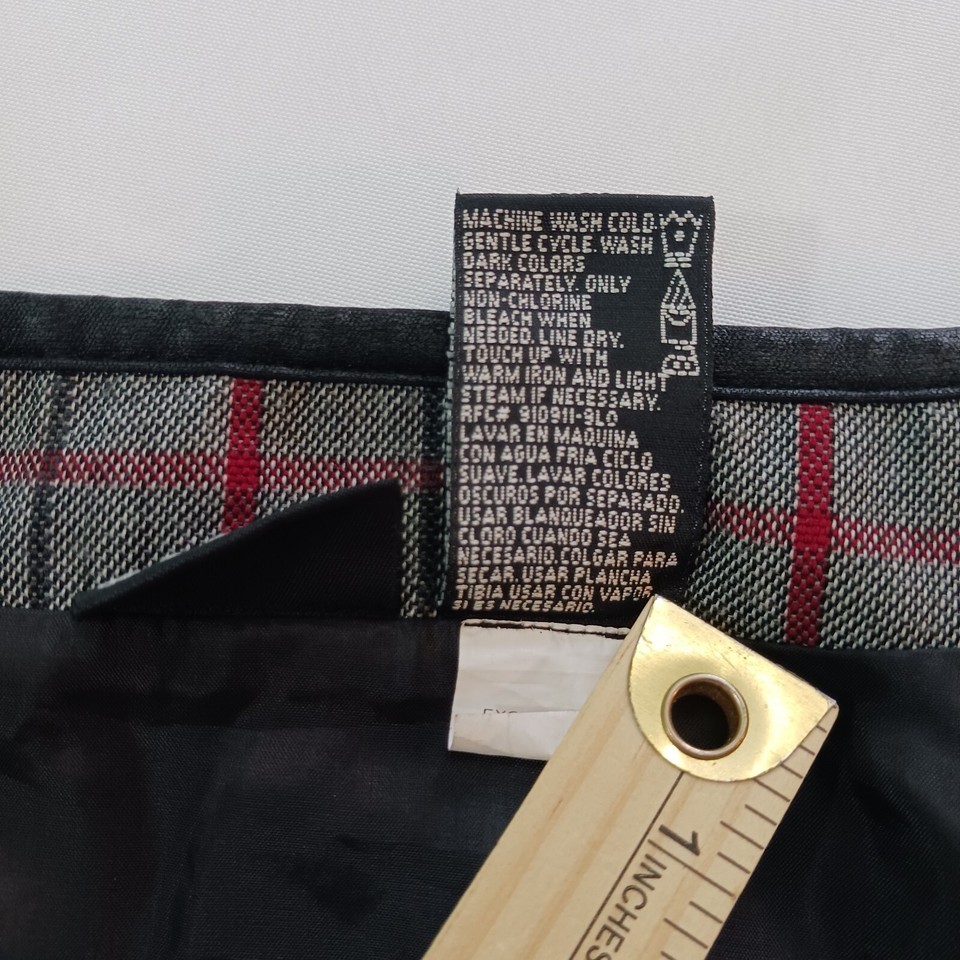 MACHINE WASH COLD
GENTLE CYCLE. WASH
DARK COLORS
SEPARATELY. ONLY
NON-CHLORINE
BLEACH WHEN
NEEDED. LINE DRY.
TOUCH UP WITH
WARM IRON AND LIGHT
STEAM IF NECESSARY.
RFC# 910911-9L0
LAVAR EN MAQUINA
CON AGUA FRIA CICLO
SUAVE. LAVAR COLORES
OSCUROS POR SEPARADO
USAR BLANQUEADOR SIN
CLORO CUANDO SEA
NECESARIO. COLGAR PARA
SECAR. USAR PLANCHA
TIBIA USAR CON VAPOR
SI ES NECESARIO.
1
INCHES